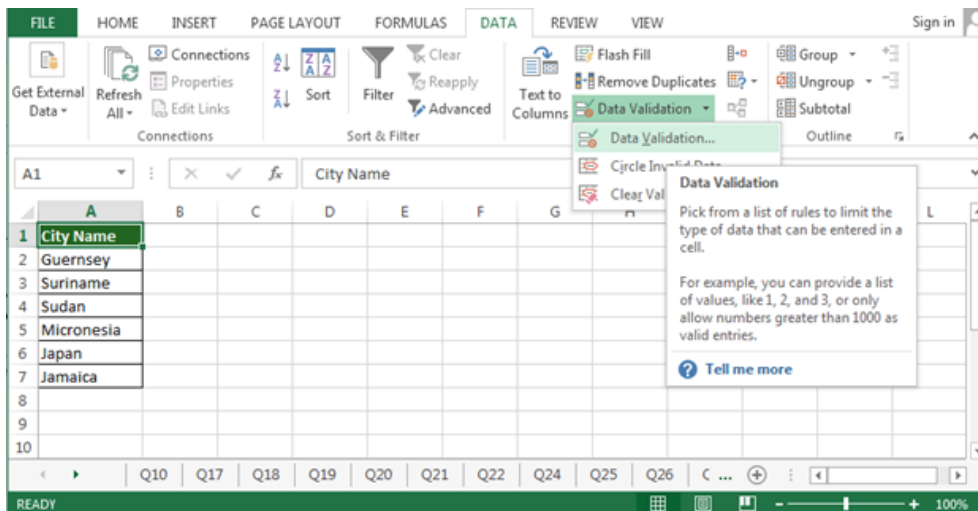 FILE HOME INSERT PAGE LAYOUT FORMULAS DATA REVIEW VIEW Sign in
Get External Data
Refresh All
Connections
Properties
Edit Links
Connections
Sort
Filter
Clear
Reapply
Advanced
Sort & Filter
Text to Columns
Flash Fill
Remove Duplicates
Data Validation
Group
Ungroup
Subtotal
Outline
Data Validation...
Circle Invalid Data
Clear Val
Data Validation
Pick from a list of rules to limit the
type of data that can be entered in a
cell.
For example, you can provide a list
of values, like 1, 2, and 3, or only
allow numbers greater than 1000 as
valid entries.
Tell me more
A1 fx City Name
A B C D E F G H L
1 City Name
2 Guernsey
3 Suriname
4 Sudan
5 Micronesia
6 Japan
7 Jamaica
8
9
10
Q10 Q17 Q18 Q19 Q20 Q21 Q22 Q24 Q25 Q26 ...
READY 100%